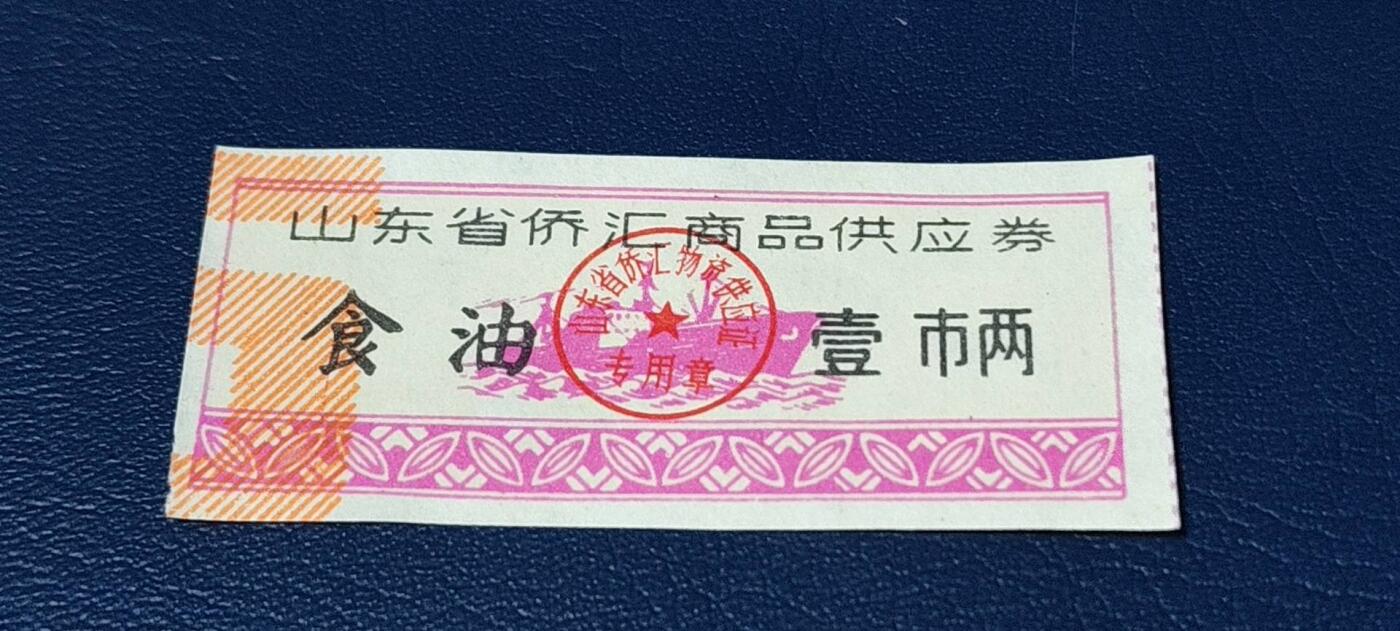 山东省侨汇商品供应券
食油 壹市两
山东省侨汇物资供应证
专用章